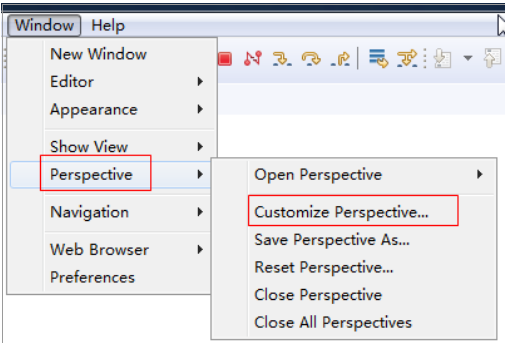 Window Help
New Window
Editor
Appearance
Show View
Perspective
Navigation
Web Browser
Preferences
Open Perspective
Customize Perspective...
Save Perspective As...
Reset Perspective...
Close Perspective
Close All Perspectives